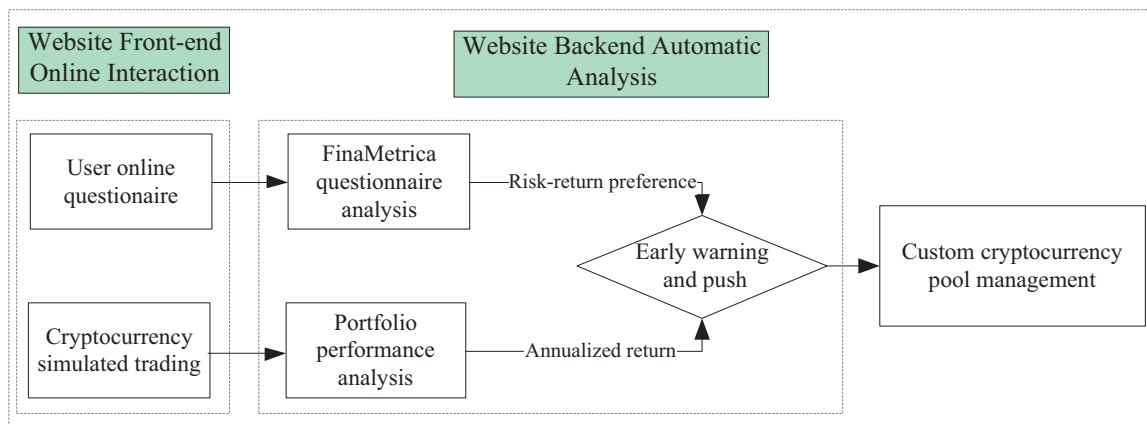 Website Front-end
Online Interaction
Website Backend Automatic
Analysis
User online
questionaire
FinaMetrica
questionnaire
analysis
Risk-return preference
Early warning
and push
Custom cryptocurrency
pool management
Cryptocurrency
simulated trading
Portfolio
performance
analysis
Annualized return